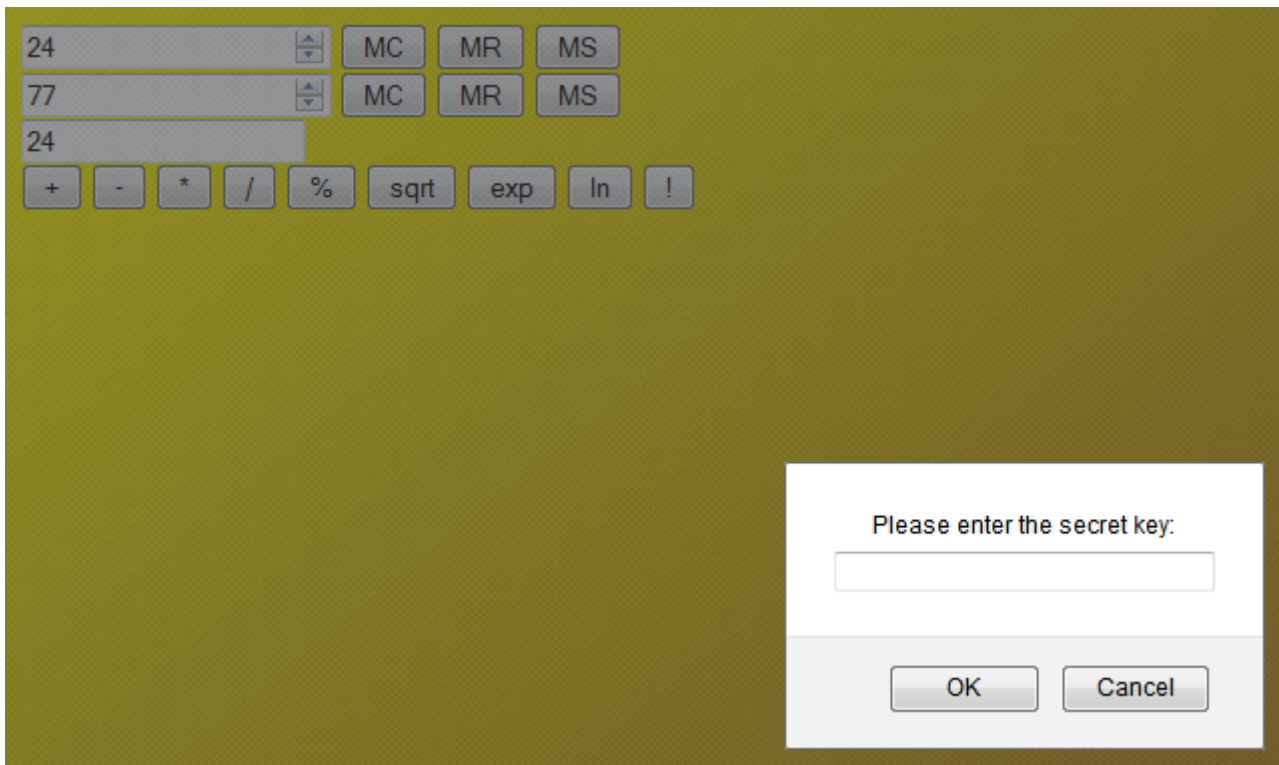 24 MC MR MS
77 MC MR MS
24
+ - * / % sqrt exp ln !
Please enter the secret key:
OK Cancel